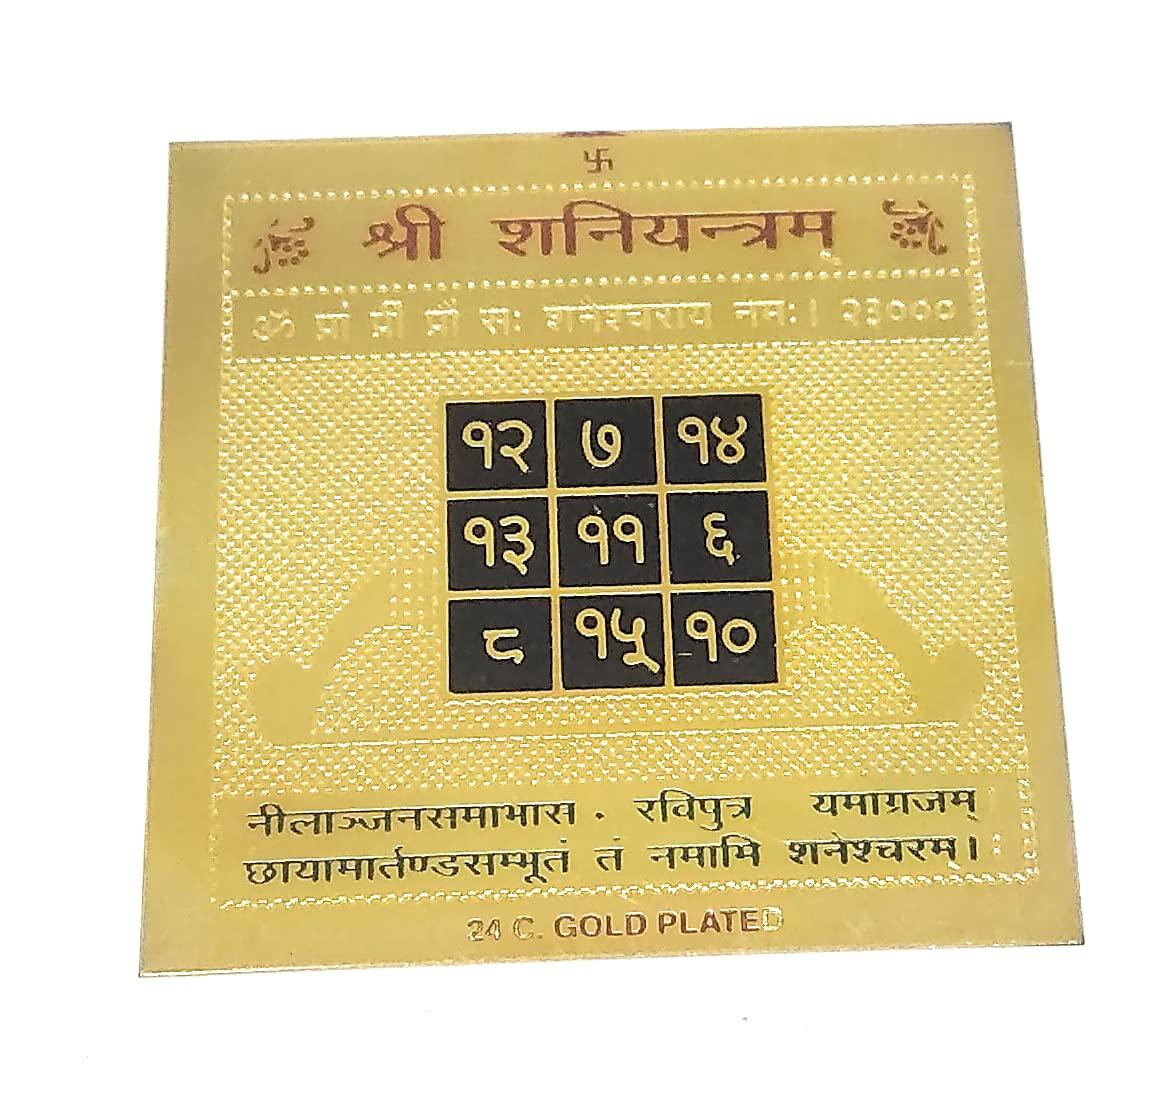 श्री शनियन्त्रम्
ॐ प्रां प्रीं प्रौं सः शनेश्चराय नमः। २३०००
१२ ७ १४
१३ ११ ६
८ १५ १०
नीलाञ्जनसमाभास . रविपुत्र यमाग्रजम्
छायामार्तण्डसम्भूतं तं नमामि शनेश्चरम्।
24 C. GOLD PLATED